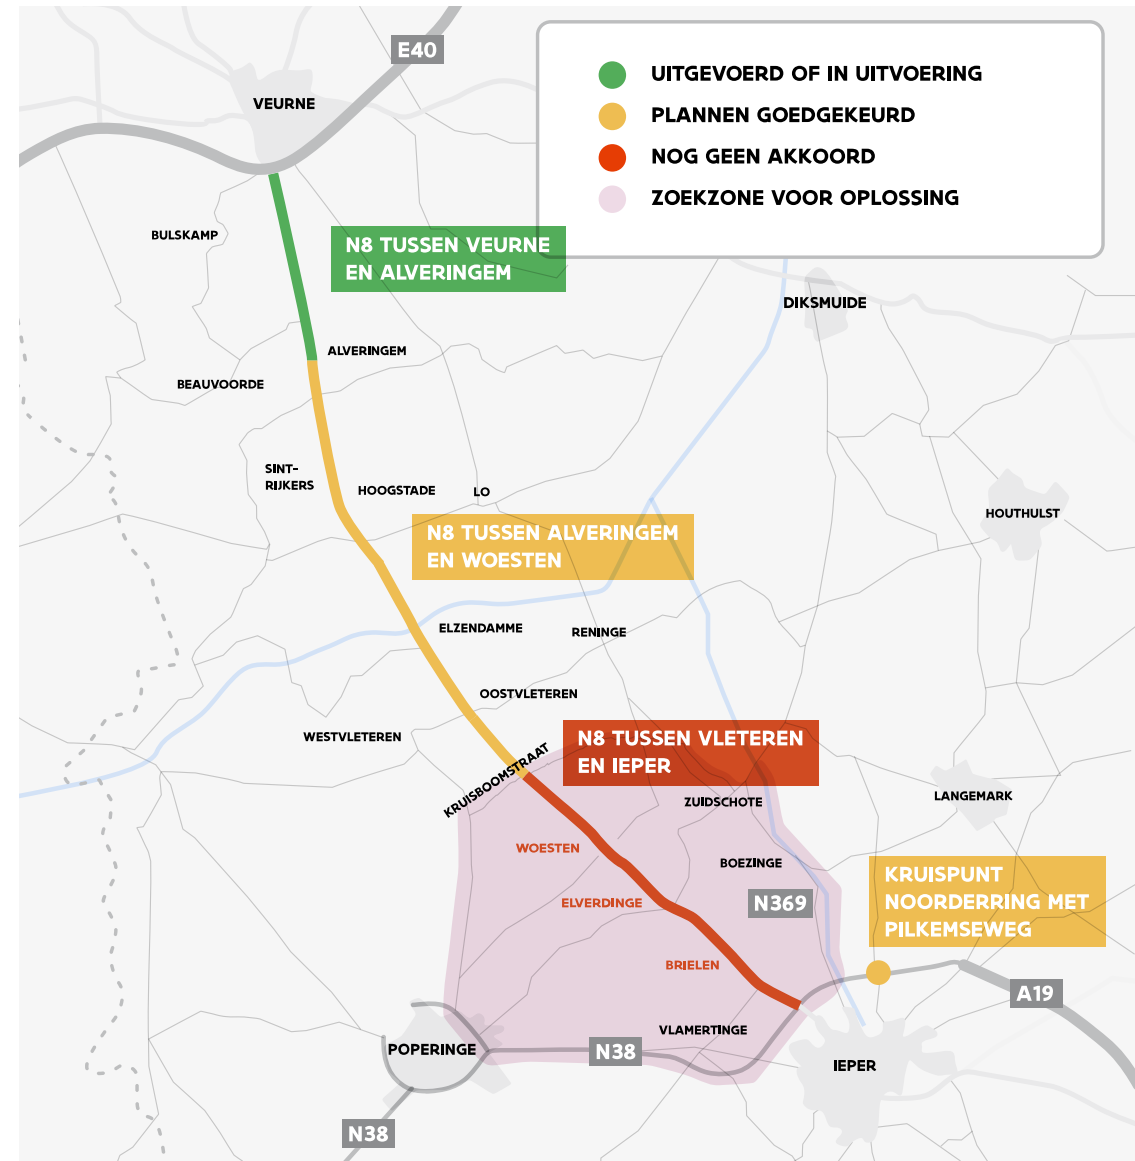 E40
VEURNE
UITGEVOERD OF IN UITVOERING
PLANNEN GOEDGEKEURD
NOG GEEN AKKOORD
ZOEKZONE VOOR OPLOSSING
BULSKAMP
N8 TUSSEN VEURNE
EN ALVERINGEM
DIKSMUIDE
ALVERINGEM
BEAUVOORDE
SINT-
RIJKERS
HOOGSTADE
LO
HOUTHULST
N8 TUSSEN ALVERINGEM
EN WOESTEN
ELZENDAMME
RENINGE
OOSTVLETEREN
WESTVLETEREN
KRUISBOOMSTRAAT
N8 TUSSEN VLETEREN
EN IEPER
ZUIDSCHOTE
LANGEMARK
WOESTEN
BOEZINGE
ELVERDINGE
N369
KRUISPUNT
NOORDERRING MET
PILKEMSEWEG
BRIELEN
A19
VLAMERTINGE
POPERINGE
N38
IEPER
N38